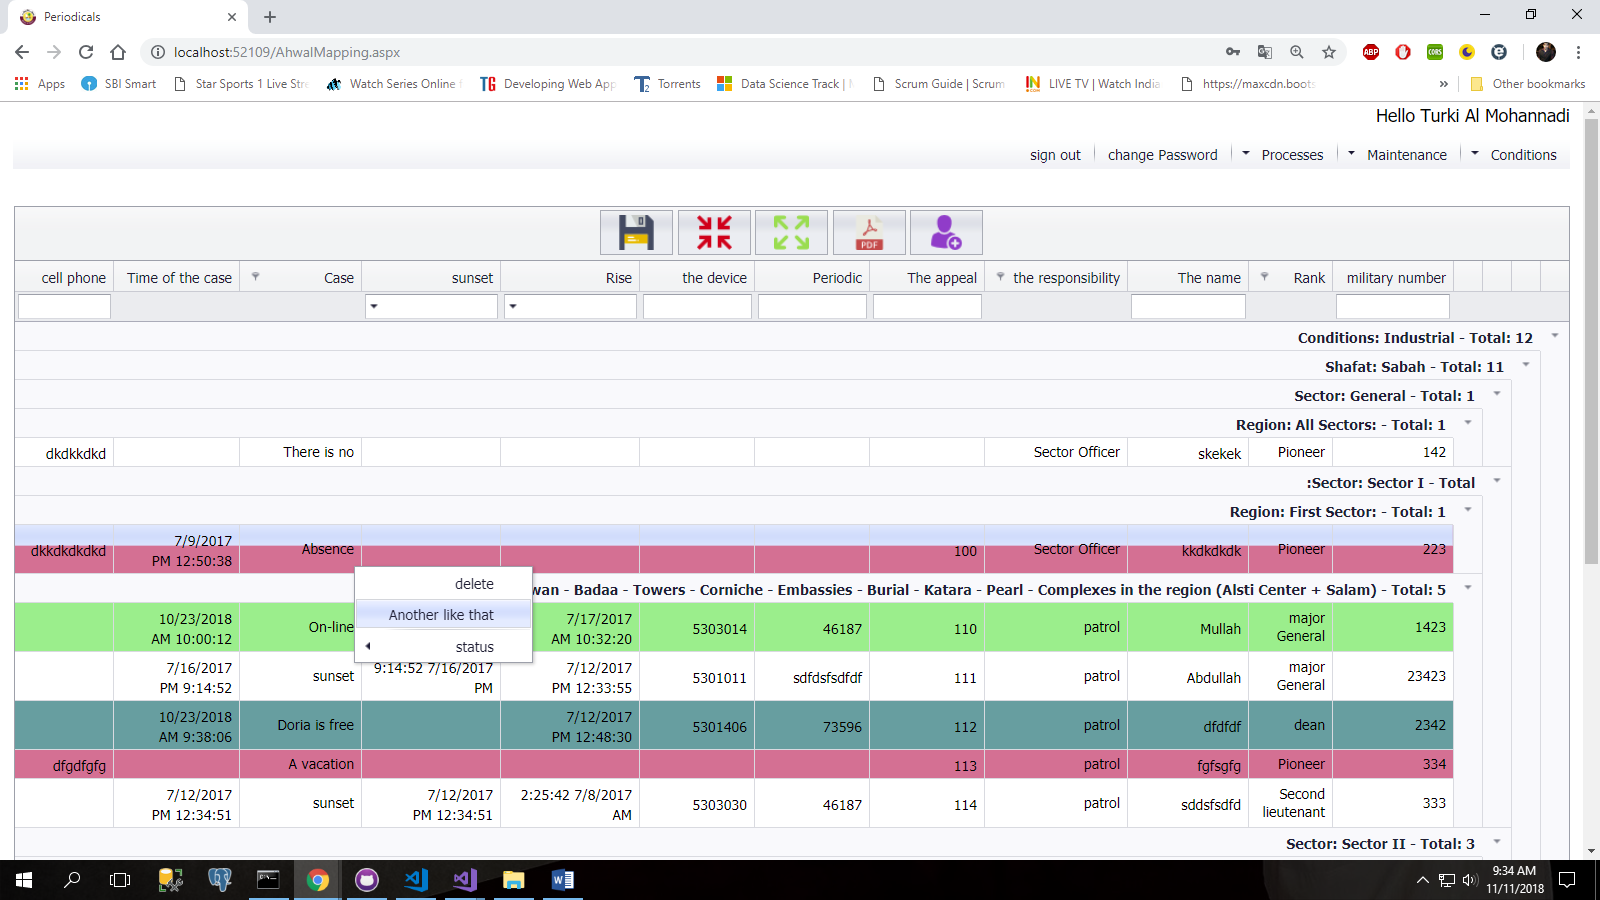 Periodicals
localhost:52109/AhwalMapping.aspx
Apps SBI Smart Star Sports 1 Live Stre Watch Series Online f TG Developing Web App Torrents Data Science Track | Scrum Guide | Scrum LIVE TV | Watch India https://maxcdn.boots » Other bookmarks
Hello Turki Al Mohannadi
sign out change Password Processes Maintenance Conditions
PDF
cell phone Time of the case Case sunset Rise the device Periodic The appeal the responsibility The name Rank military number
Conditions: Industrial - Total: 12
Shafat: Sabah - Total: 11
Sector: General - Total: 1
Region: All Sectors: - Total: 1
dkdkkdkd There is no Sector Officer skekek Pioneer 142
:Sector: Sector I - Total
Region: First Sector: - Total: 1
dkkdkdkdkd 7/9/2017 PM 12:50:38 Absence 100 Sector Officer kkdkdkdk Pioneer 223
delete
Another like that
status
wan - Badaa - Towers - Corniche - Embassies - Burial - Katara - Pearl - Complexes in the region (Alsti Center + Salam) - Total: 5
10/23/2018 AM 10:00:12 On-line 7/17/2017 AM 10:32:20 5303014 46187 110 patrol Mullah major General 1423
7/16/2017 PM 9:14:52 sunset 9:14:52 7/16/2017 PM 7/12/2017 PM 12:33:55 5301011 sdfdsfsdfdf 111 patrol Abdullah major General 23423
10/23/2018 AM 9:38:06 Doria is free 7/12/2017 PM 12:48:30 5301406 73596 112 patrol dfdfdf dean 2342
dfgdfgfg A vacation 113 patrol fgfsgfg Pioneer 334
7/12/2017 PM 12:34:51 sunset 7/12/2017 PM 12:34:51 2:25:42 7/8/2017 AM 5303030 46187 114 patrol sddsfsdfd Second lieutenant 333
Sector: Sector II - Total: 3
9:34 AM
11/11/2018